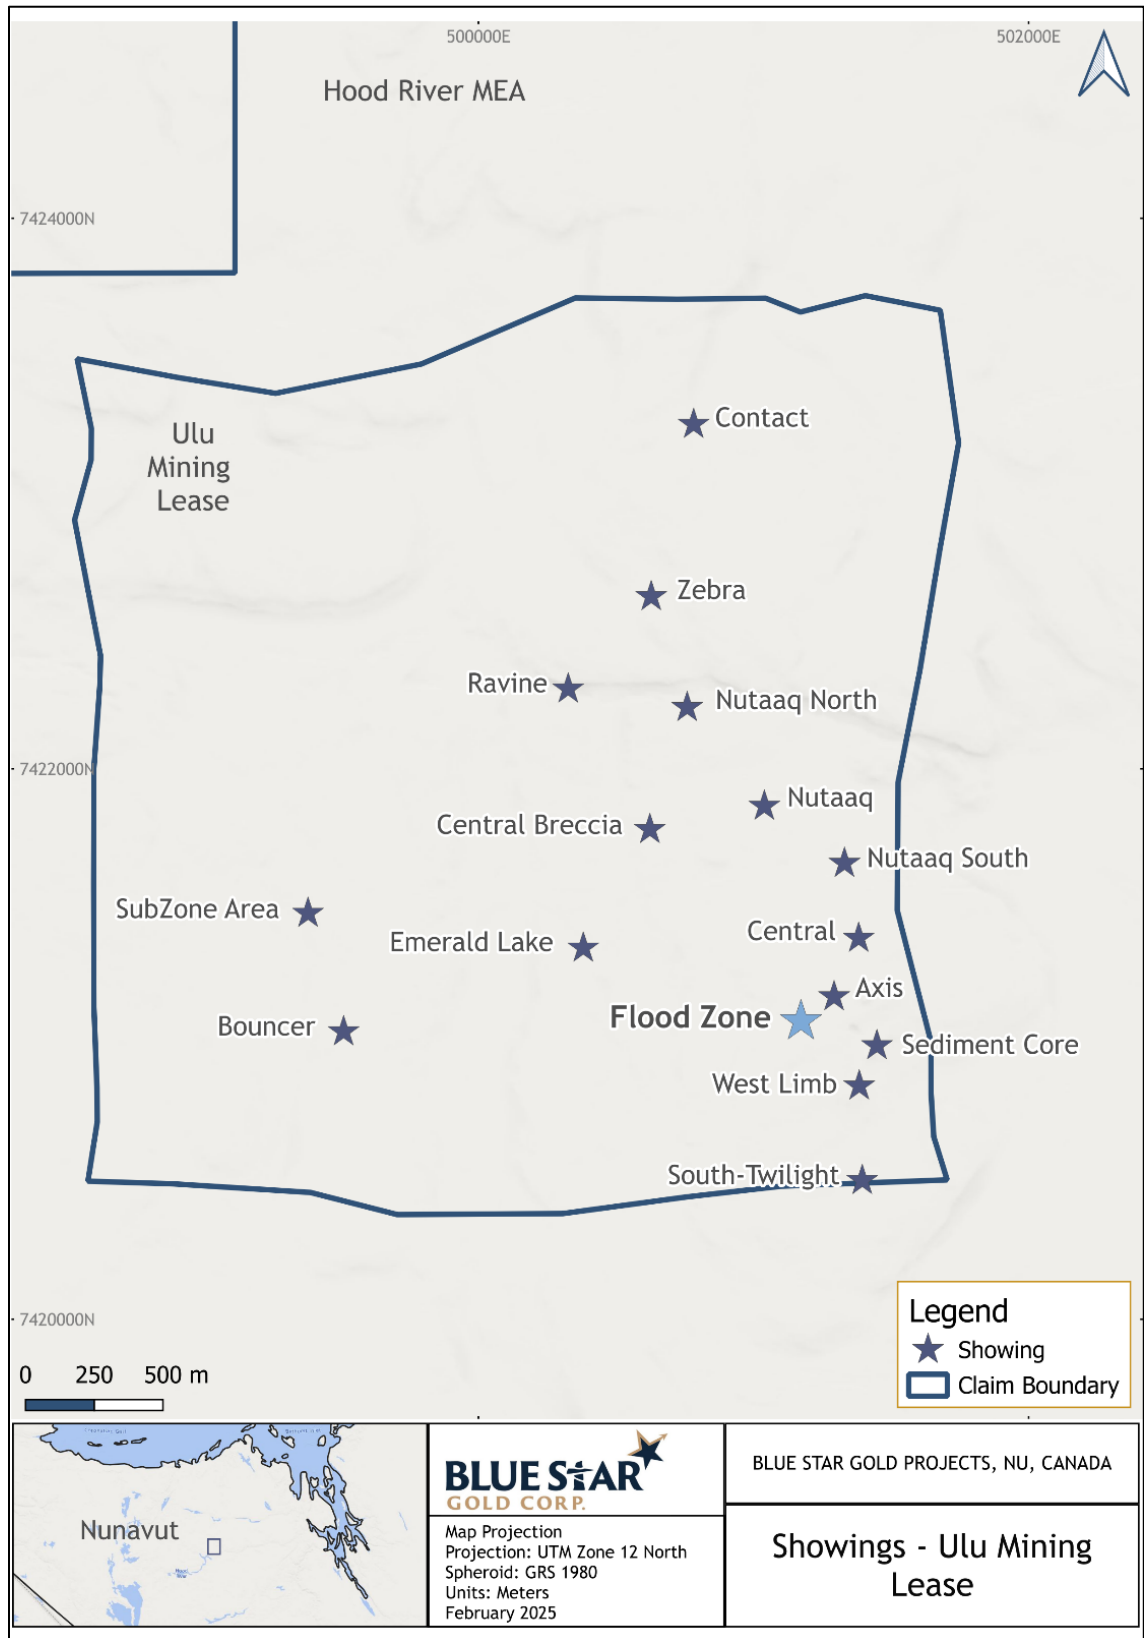 500000E
502000E
Hood River MEA
7424000N
Contact
Ulu
Mining
Lease
Zebra
Ravine
Nutaaq North
7422000N
Nutaaq
Central Breccia
Nutaaq South
SubZone Area
Central
Emerald Lake
Axis
Flood Zone
Bouncer
Sediment Core
West Limb
South-Twilight
7420000N
Legend
Showing
Claim Boundary
0 250 500 m
Nunavut
BLUE STAR
GOLD CORP.
Map Projection
Projection: UTM Zone 12 North
Spheroid: GRS 1980
Units: Meters
February 2025
BLUE STAR GOLD PROJECTS, NU, CANADA
Showings - Ulu Mining
Lease